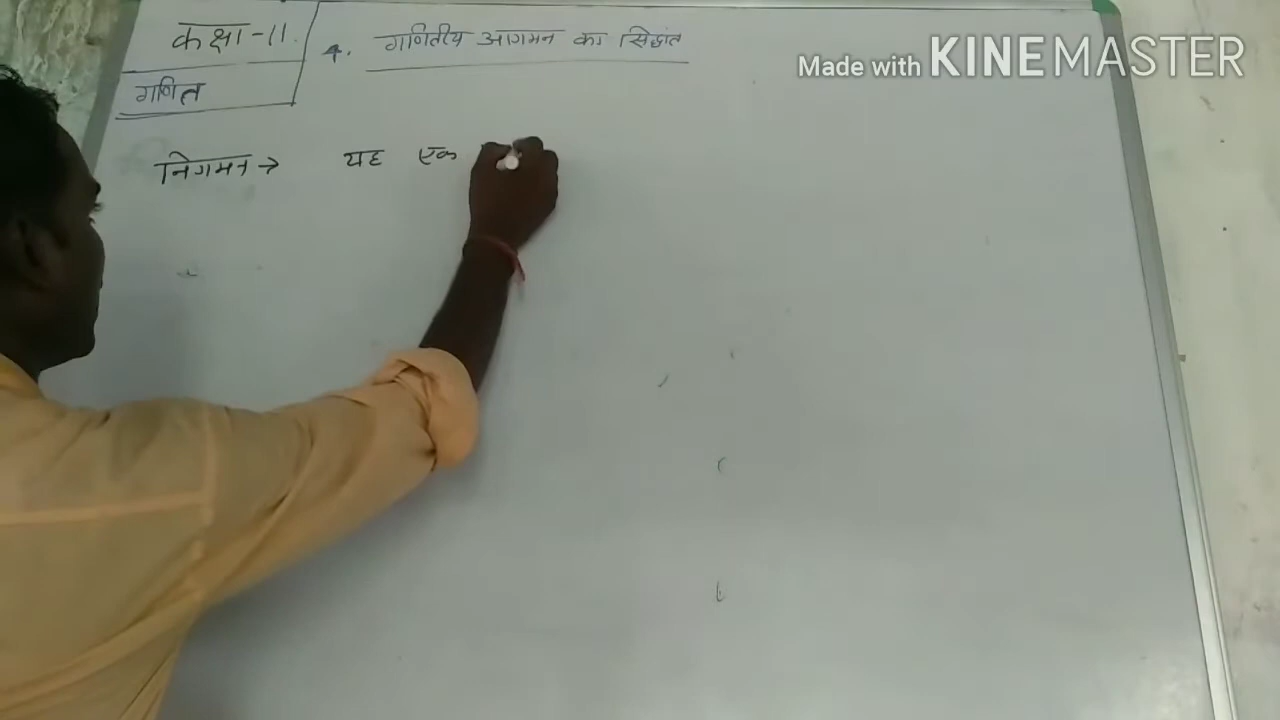 कक्षा-11.
4. गणितीय आगमन का सिद्धांत
Made with KINEMASTER
गणित
निगमन → यह एक